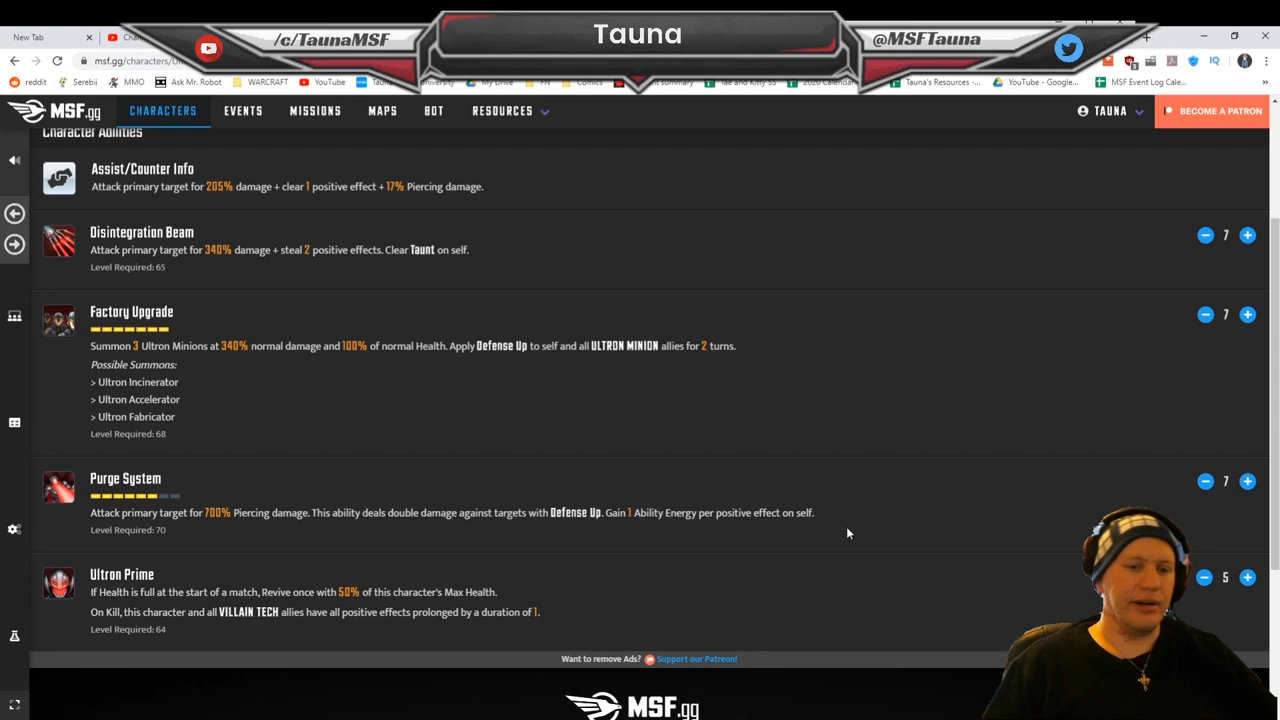 Tauna
/c/TaunaMSF
@MSFTauna
New Tab
msf.gg/characters/U
reddit
Serebii
MMO
Ask Mr. Robot
WARCRAFT
YouTube
My Drive
YouTube - Google...
Tauna's Resources -...
MSF Event Log Cale...
MSF.gg
CHARACTERS
EVENTS
MISSIONS
MAPS
BOT
RESOURCES
TAUNA
BECOME A PATRON
Character Abilities
Assist/Counter Info
Attack primary target for 205% damage + clear 1 positive effect + 17% Piercing damage.
Disintegration Beam
Attack primary target for 340% damage + steal 2 positive effects. Clear Taunt on self.
Level Required: 65
7
Factory Upgrade
Summon 3 Ultron Minions at 340% normal damage and 100% of normal Health. Apply Defense Up to self and all ULTRON MINION allies for 2 turns.
Possible Summons:
> Ultron Incinerator
> Ultron Accelerator
> Ultron Fabricator
Level Required: 68
7
Purge System
Attack primary target for 700% Piercing damage. This ability deals double damage against targets with Defense Up. Gain 1 Ability Energy per positive effect on self.
Level Required: 70
7
Ultron Prime
If Health is full at the start of a match, Revive once with 50% of this character's Max Health.
On Kill, this character and all VILLAIN TECH allies have all positive effects prolonged by a duration of 1.
Level Required: 64
5
Want to remove Ads? Support our Patreon!
MSF.gg